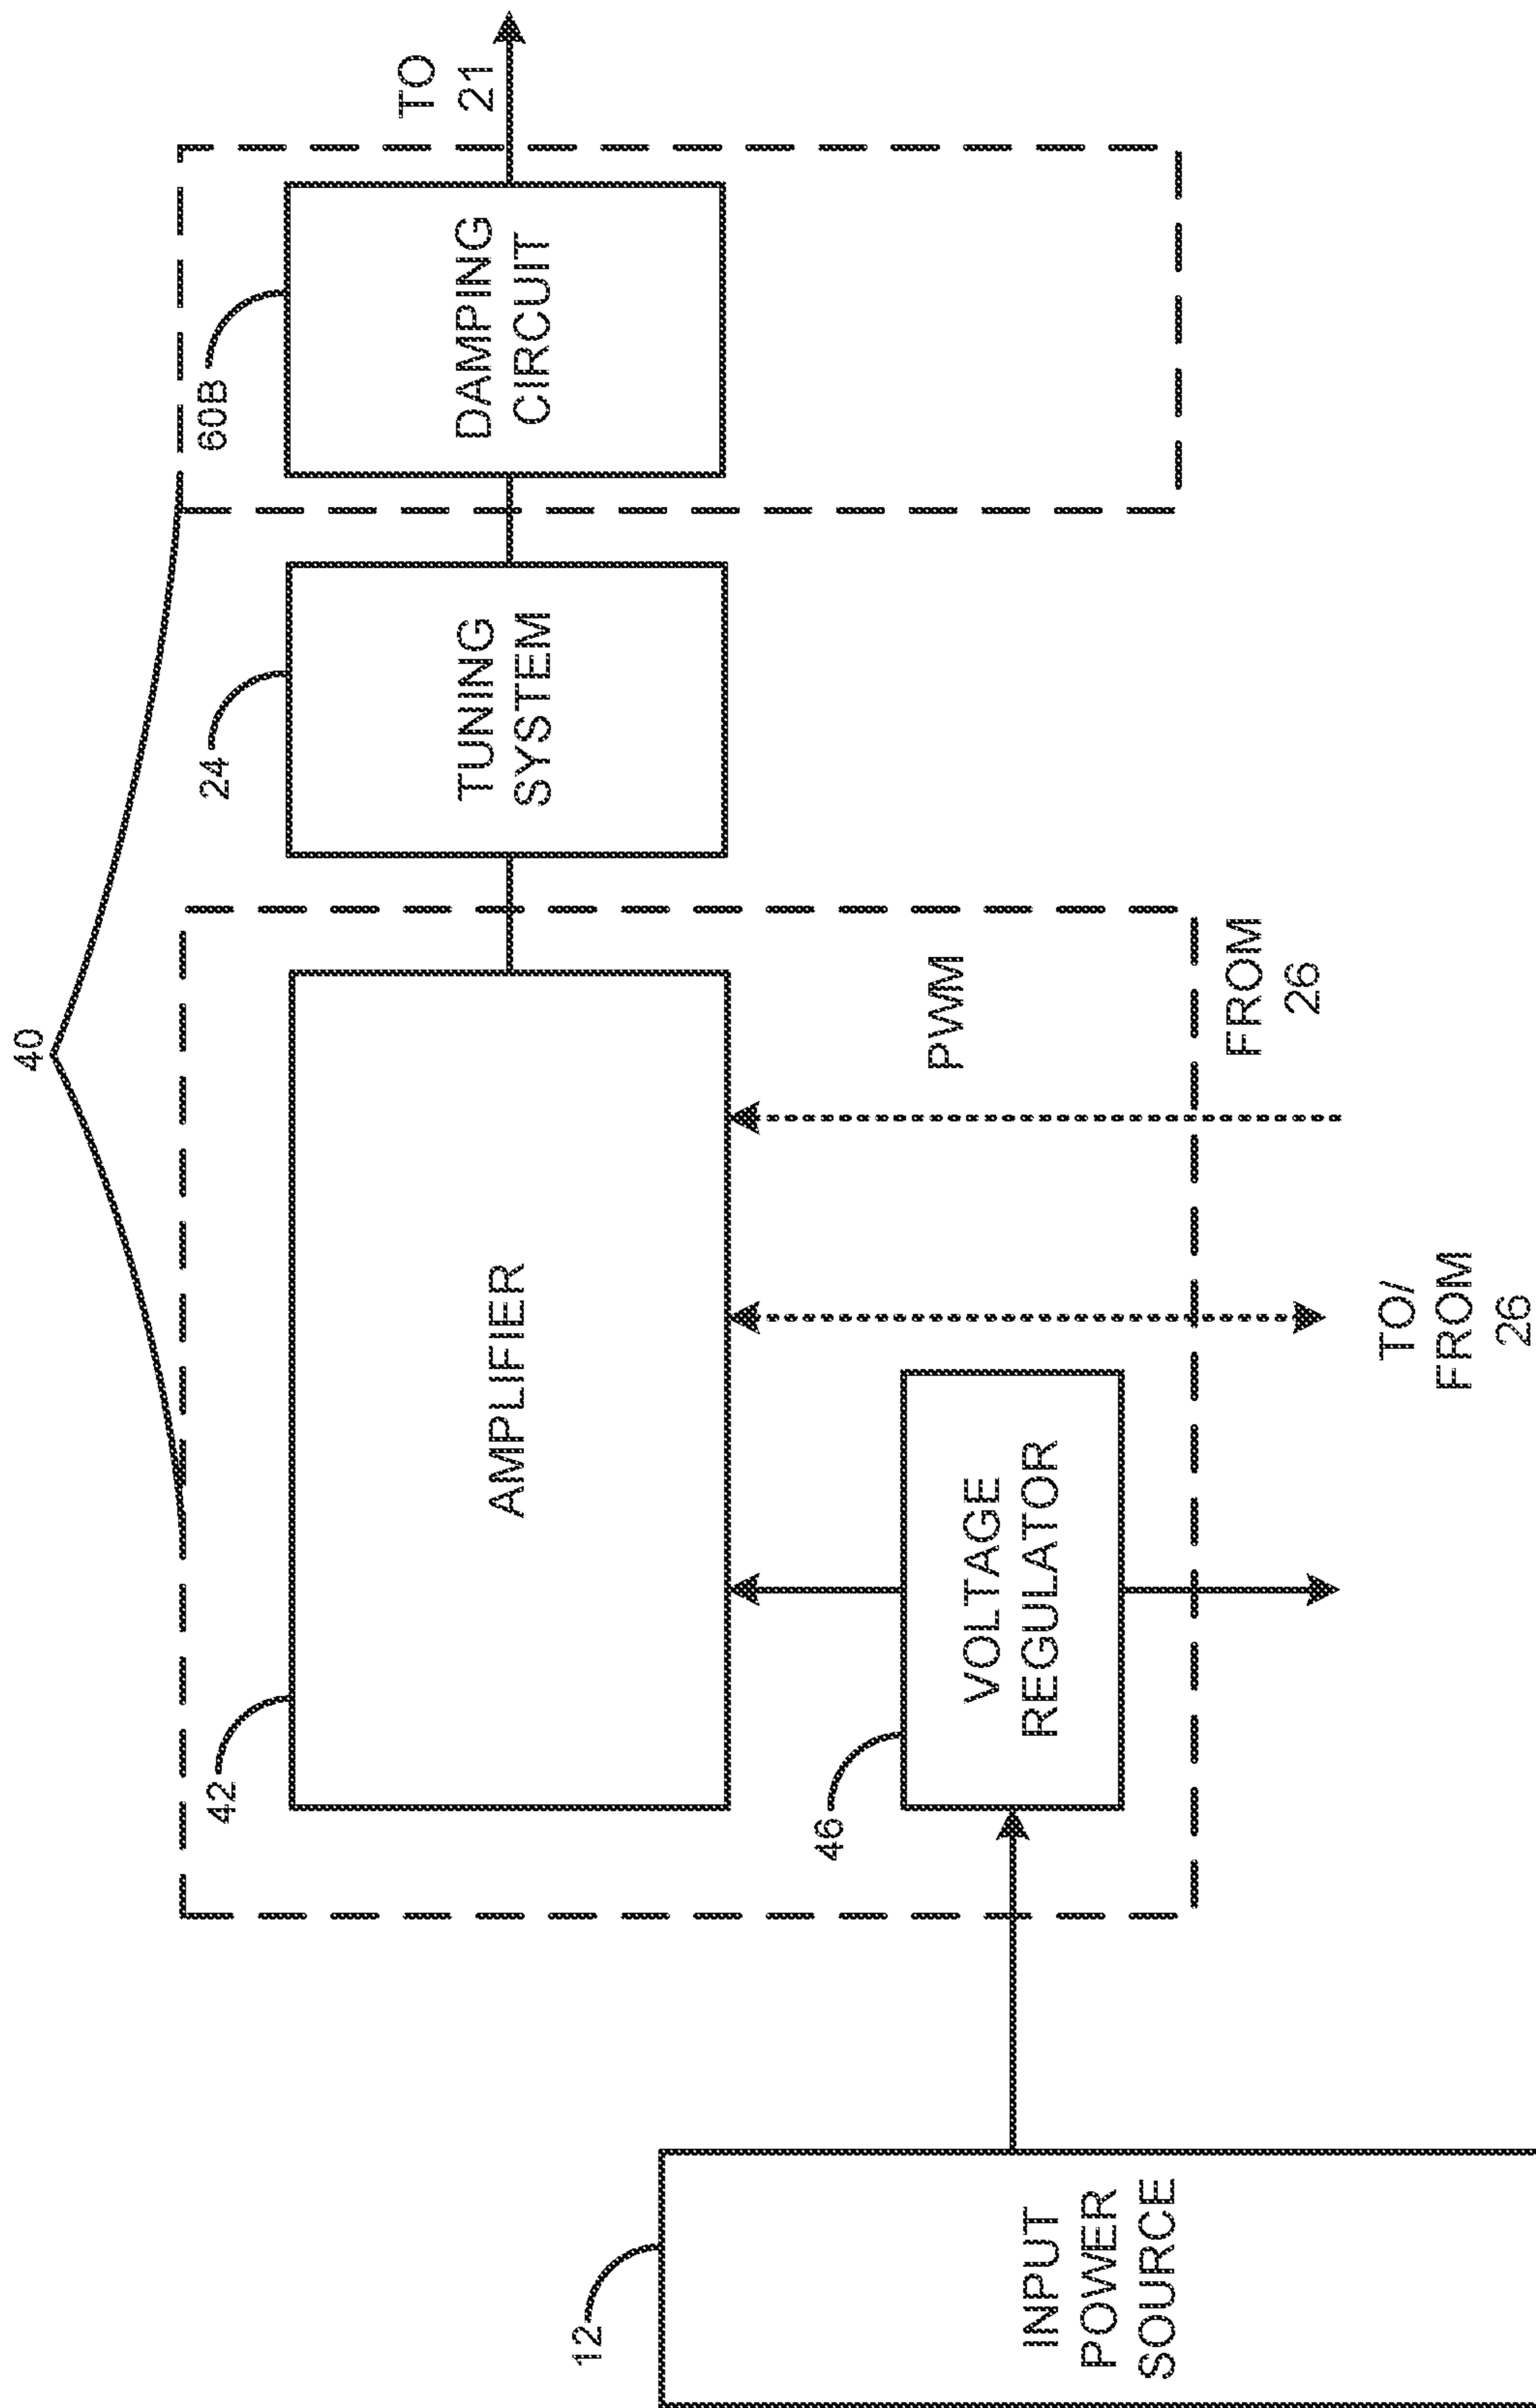 40
42
AMPLIFIER
24
TUNING
SYSTEM
60B
DAMPING
CIRCUIT
TO
21
12
INPUT
POWER
SOURCE
46
VOLTAGE
REGULATOR
PWM
FROM
26
TO/
FROM
26